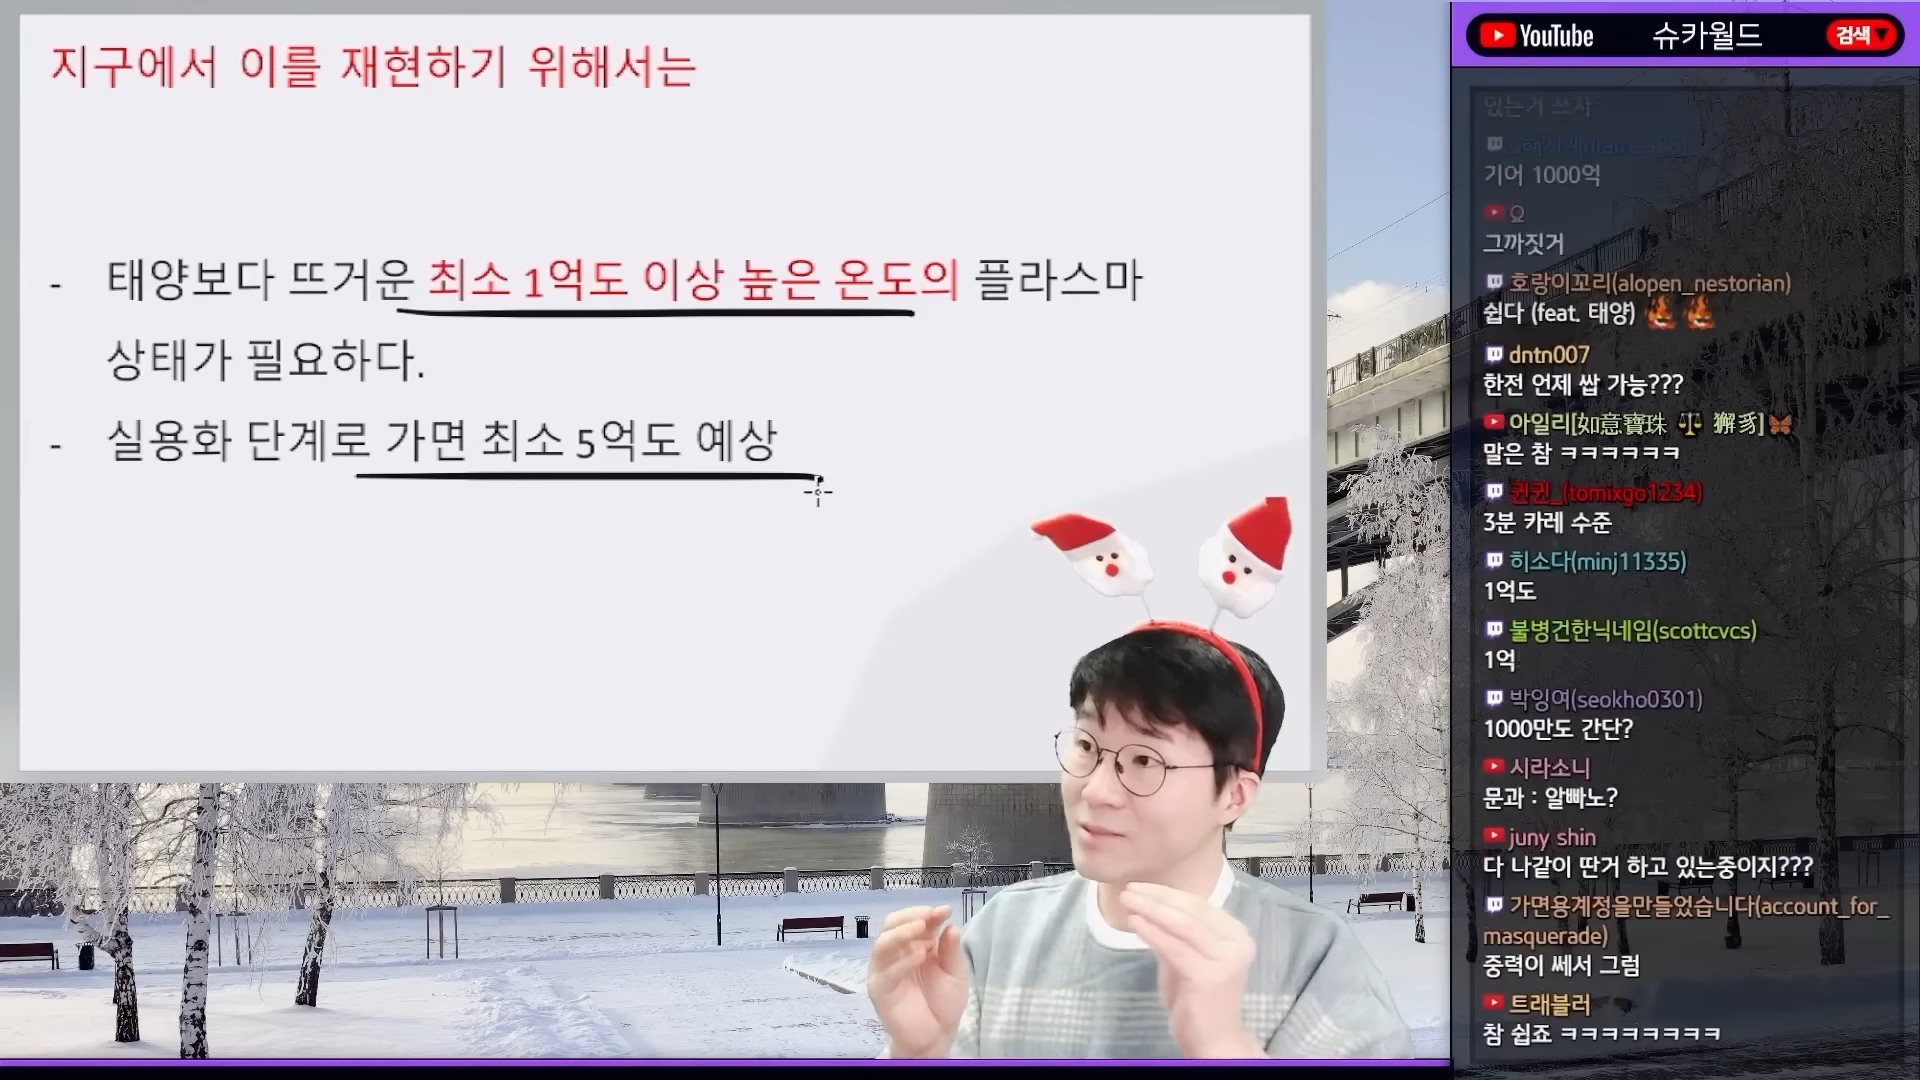 지구에서 이를 재현하기 위해서는
- 태양보다 뜨거운 최소 1억도 이상 높은 온도의 플라스마
상태가 필요하다.
- 실용화 단계로 가면 최소 5억도 예상
YouTube 슈카월드 검색
있는거 쓰자
기어 1000억
요
그까짓거
호랑이꼬리(alopen_nestorian)
쉽다 (feat. 태양)
dntn007
한전 언제 쌉 가능???
아일리[如意寶珠 ⚖ 獬豸]
말은 참 ㅋㅋㅋㅋㅋㅋ
퀸퀸_(tomixgo1234)
3분 카레 수준
히소다(minj11335)
1억도
불병건한닉네임(scottcvcs)
1억
박잉여(seokho0301)
1000만도 간단?
시라소니
문과 : 알빠노?
juny shin
다 나같이 딴거 하고 있는중이지???
가면용계정을만들었습니다(account_for_
masquerade)
중력이 쎄서 그럼
트래블러
참 쉽죠 ㅋㅋㅋㅋㅋㅋㅋㅋ